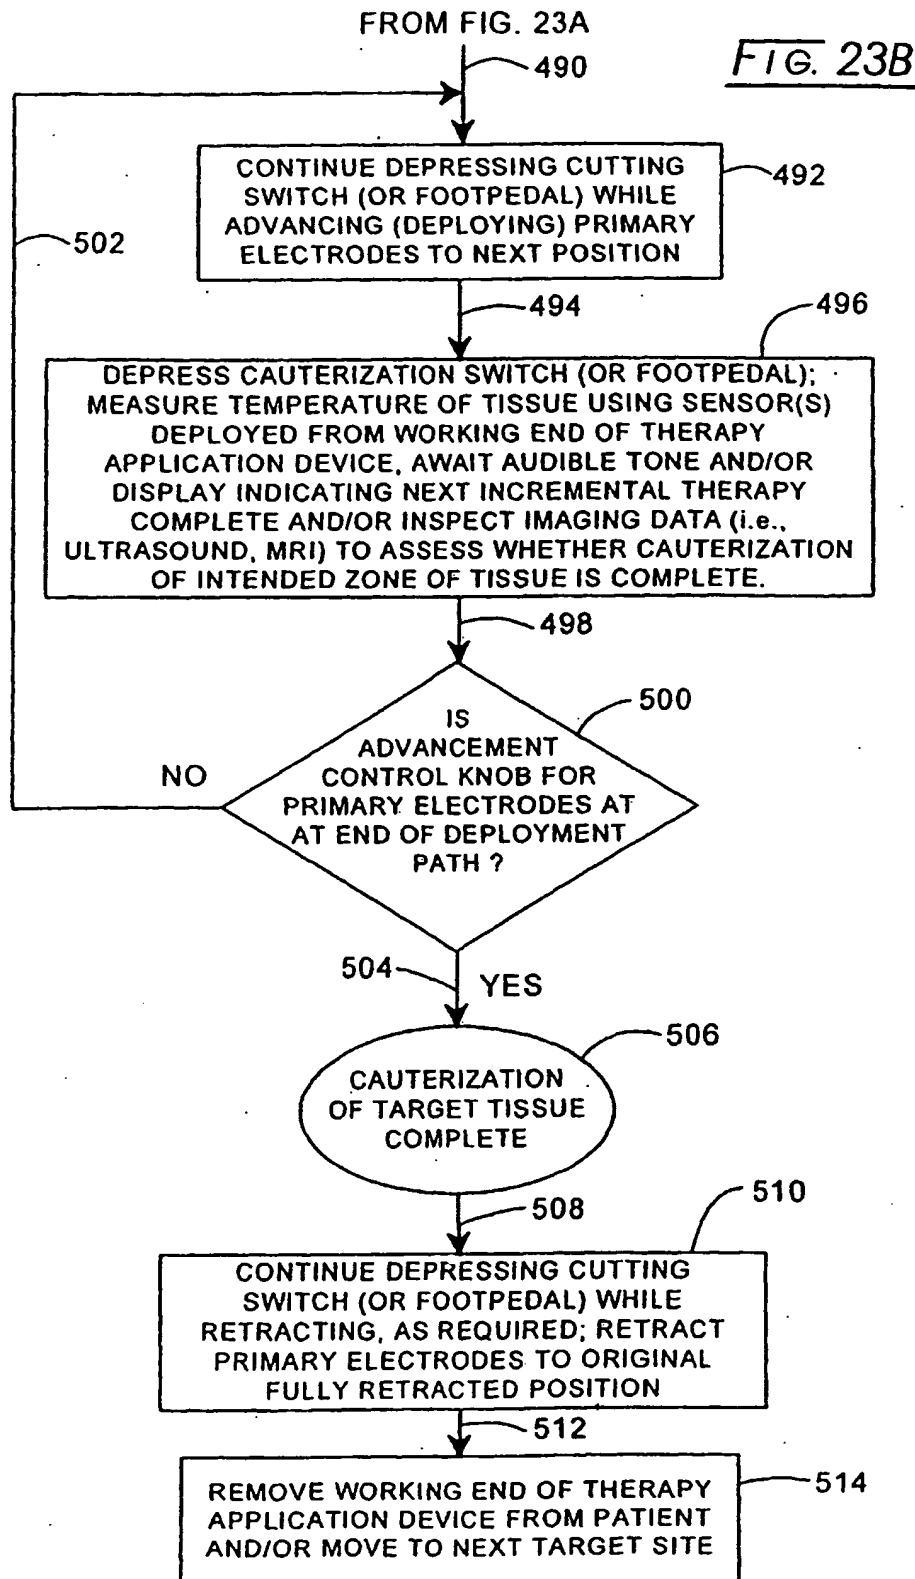 FROM FIG. 23A
FIG. 23B
490
CONTINUE DEPRESSING CUTTING
SWITCH (OR FOOTPEDAL) WHILE
ADVANCING (DEPLOYING) PRIMARY
ELECTRODES TO NEXT POSITION
492
502
494
496
DEPRESS CAUTERIZATION SWITCH (OR FOOTPEDAL);
MEASURE TEMPERATURE OF TISSUE USING SENSOR(S)
DEPLOYED FROM WORKING END OF THERAPY
APPLICATION DEVICE, AWAIT AUDIBLE TONE AND/OR
DISPLAY INDICATING NEXT INCREMENTAL THERAPY
COMPLETE AND/OR INSPECT IMAGING DATA (i.e.,
ULTRASOUND, MRI) TO ASSESS WHETHER CAUTERIZATION
OF INTENDED ZONE OF TISSUE IS COMPLETE.
498
500
IS
ADVANCEMENT
CONTROL KNOB FOR
PRIMARY ELECTRODES AT
AT END OF DEPLOYMENT
PATH ?
NO
504
YES
506
CAUTERIZATION
OF TARGET TISSUE
COMPLETE
508
510
CONTINUE DEPRESSING CUTTING
SWITCH (OR FOOTPEDAL) WHILE
RETRACTING, AS REQUIRED; RETRACT
PRIMARY ELECTRODES TO ORIGINAL
FULLY RETRACTED POSITION
512
514
REMOVE WORKING END OF THERAPY
APPLICATION DEVICE FROM PATIENT
AND/OR MOVE TO NEXT TARGET SITE